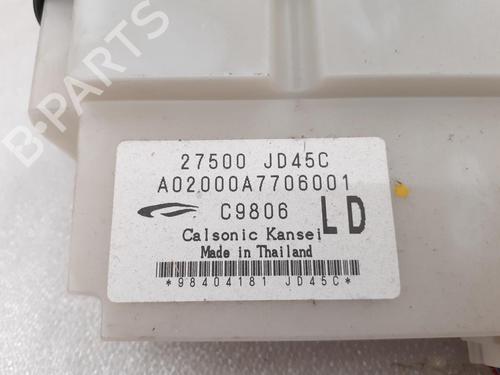 27500 JD45C
A02000A7706001
C9806 LD
Calsonic Kansei
Made in Thailand
*98404181 JD45C*
B-PARTS